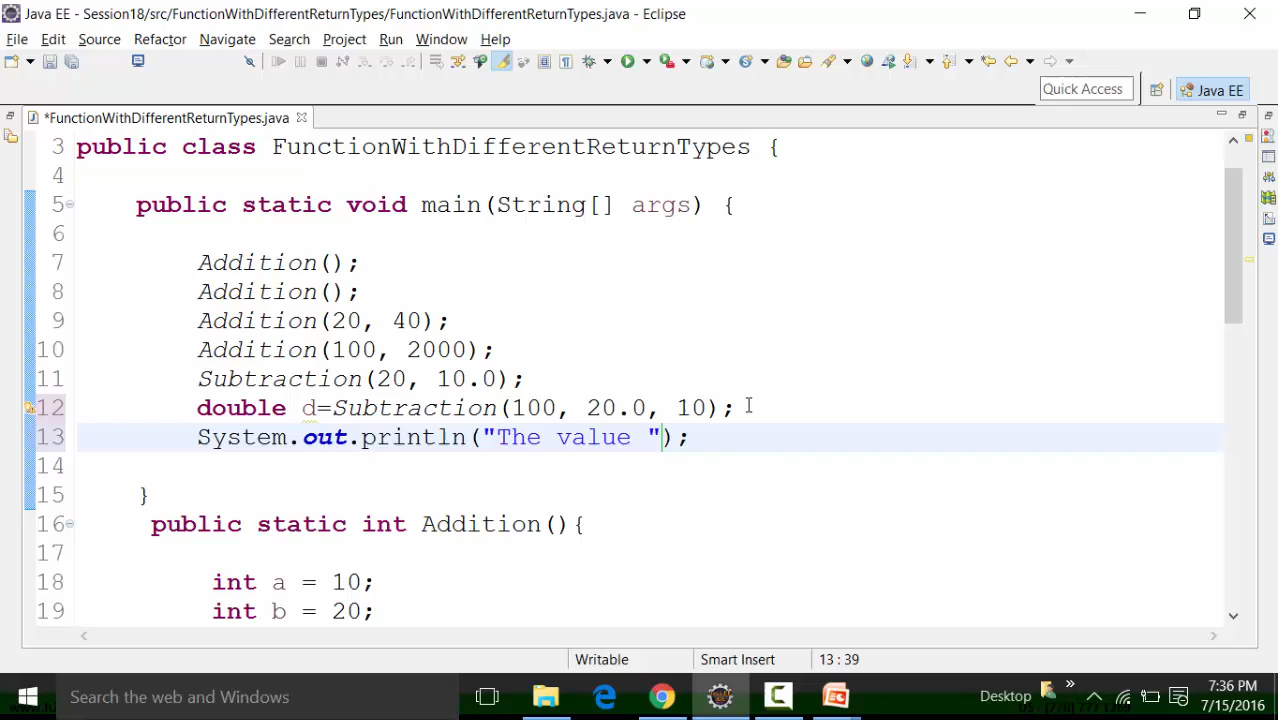 Java EE - Session18/src/FunctionWithDifferentReturnTypes/FunctionWithDifferentReturnTypes.java - Eclipse
File Edit Source Refactor Navigate Search Project Run Window Help
Quick Access
Java EE
*FunctionWithDifferentReturnTypes.java
3 public class FunctionWithDifferentReturnTypes {
4
5 public static void main(String[] args) {
6
7 Addition();
8 Addition();
9 Addition(20, 40);
10 Addition(100, 2000);
11 Subtraction(20, 10.0);
12 double d=Subtraction(100, 20.0, 10);
13 System.out.println("The value ");
14
15 }
16 public static int Addition(){
17
18 int a = 10;
19 int b = 20;
Writable Smart Insert 13 : 39
Search the web and Windows
Desktop
7:36 PM
7/15/2016